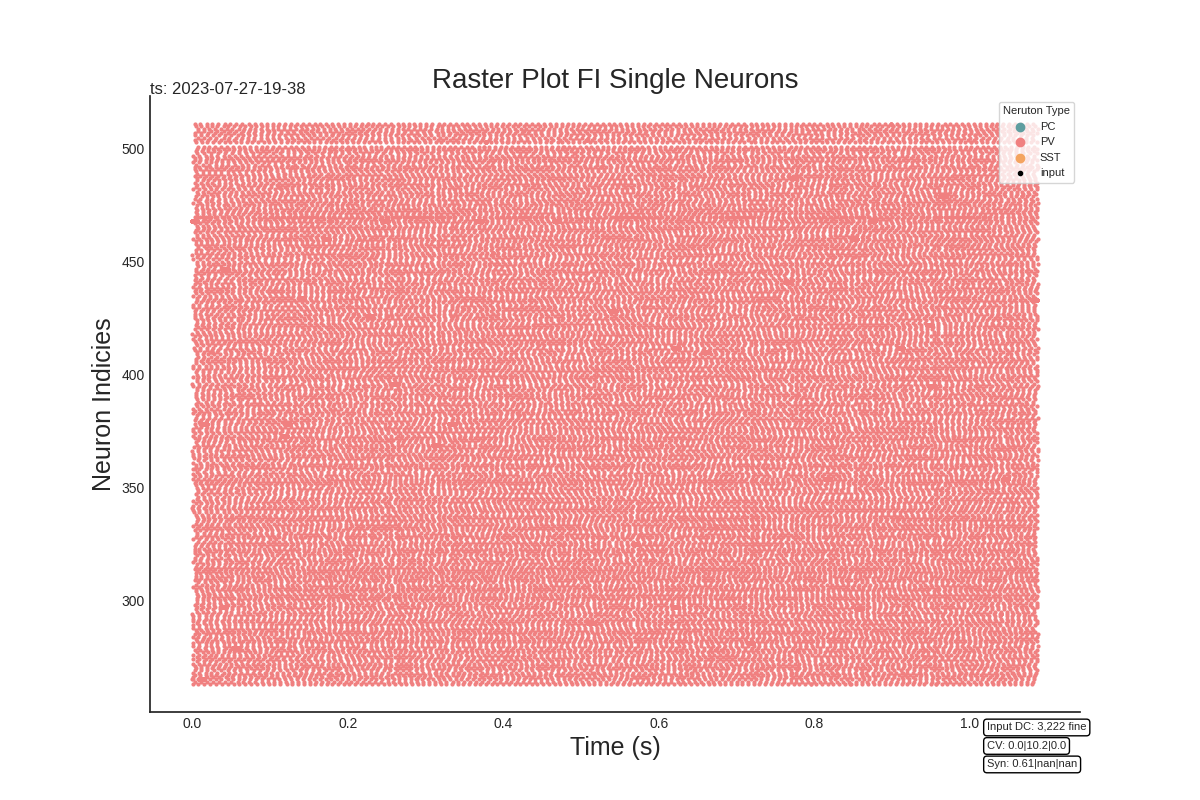 Raster Plot FI Single Neurons
ts: 2023-07-27-19-38
Neruton Type
PC
PV
SST
input
500
450
400
350
300
Neuron Indicies
0.0 0.2 0.4 0.6 0.8 1.0
Time (s)
Input DC: 3,222 fine
CV: 0.0|10.2|0.0
Syn: 0.61|nan|nan